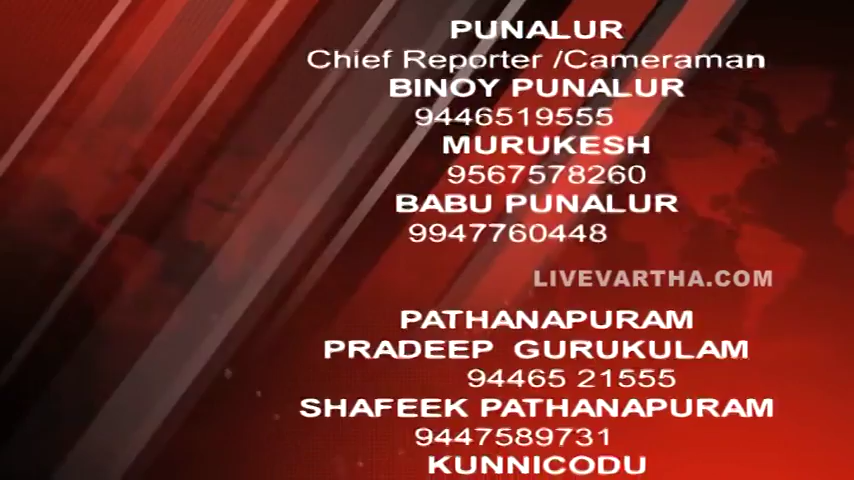 PUNALUR
Chief Reporter /Cameraman
BINOY PUNALUR
9446519555
MURUKESH
9567578260
BABU PUNALUR
9947760448
LIVEVARTHA.COM
PATHANAPURAM
PRADEEP GURUKULAM
94465 21555
SHAFEEK PATHANAPURAM
9447589731
KUNNICODU